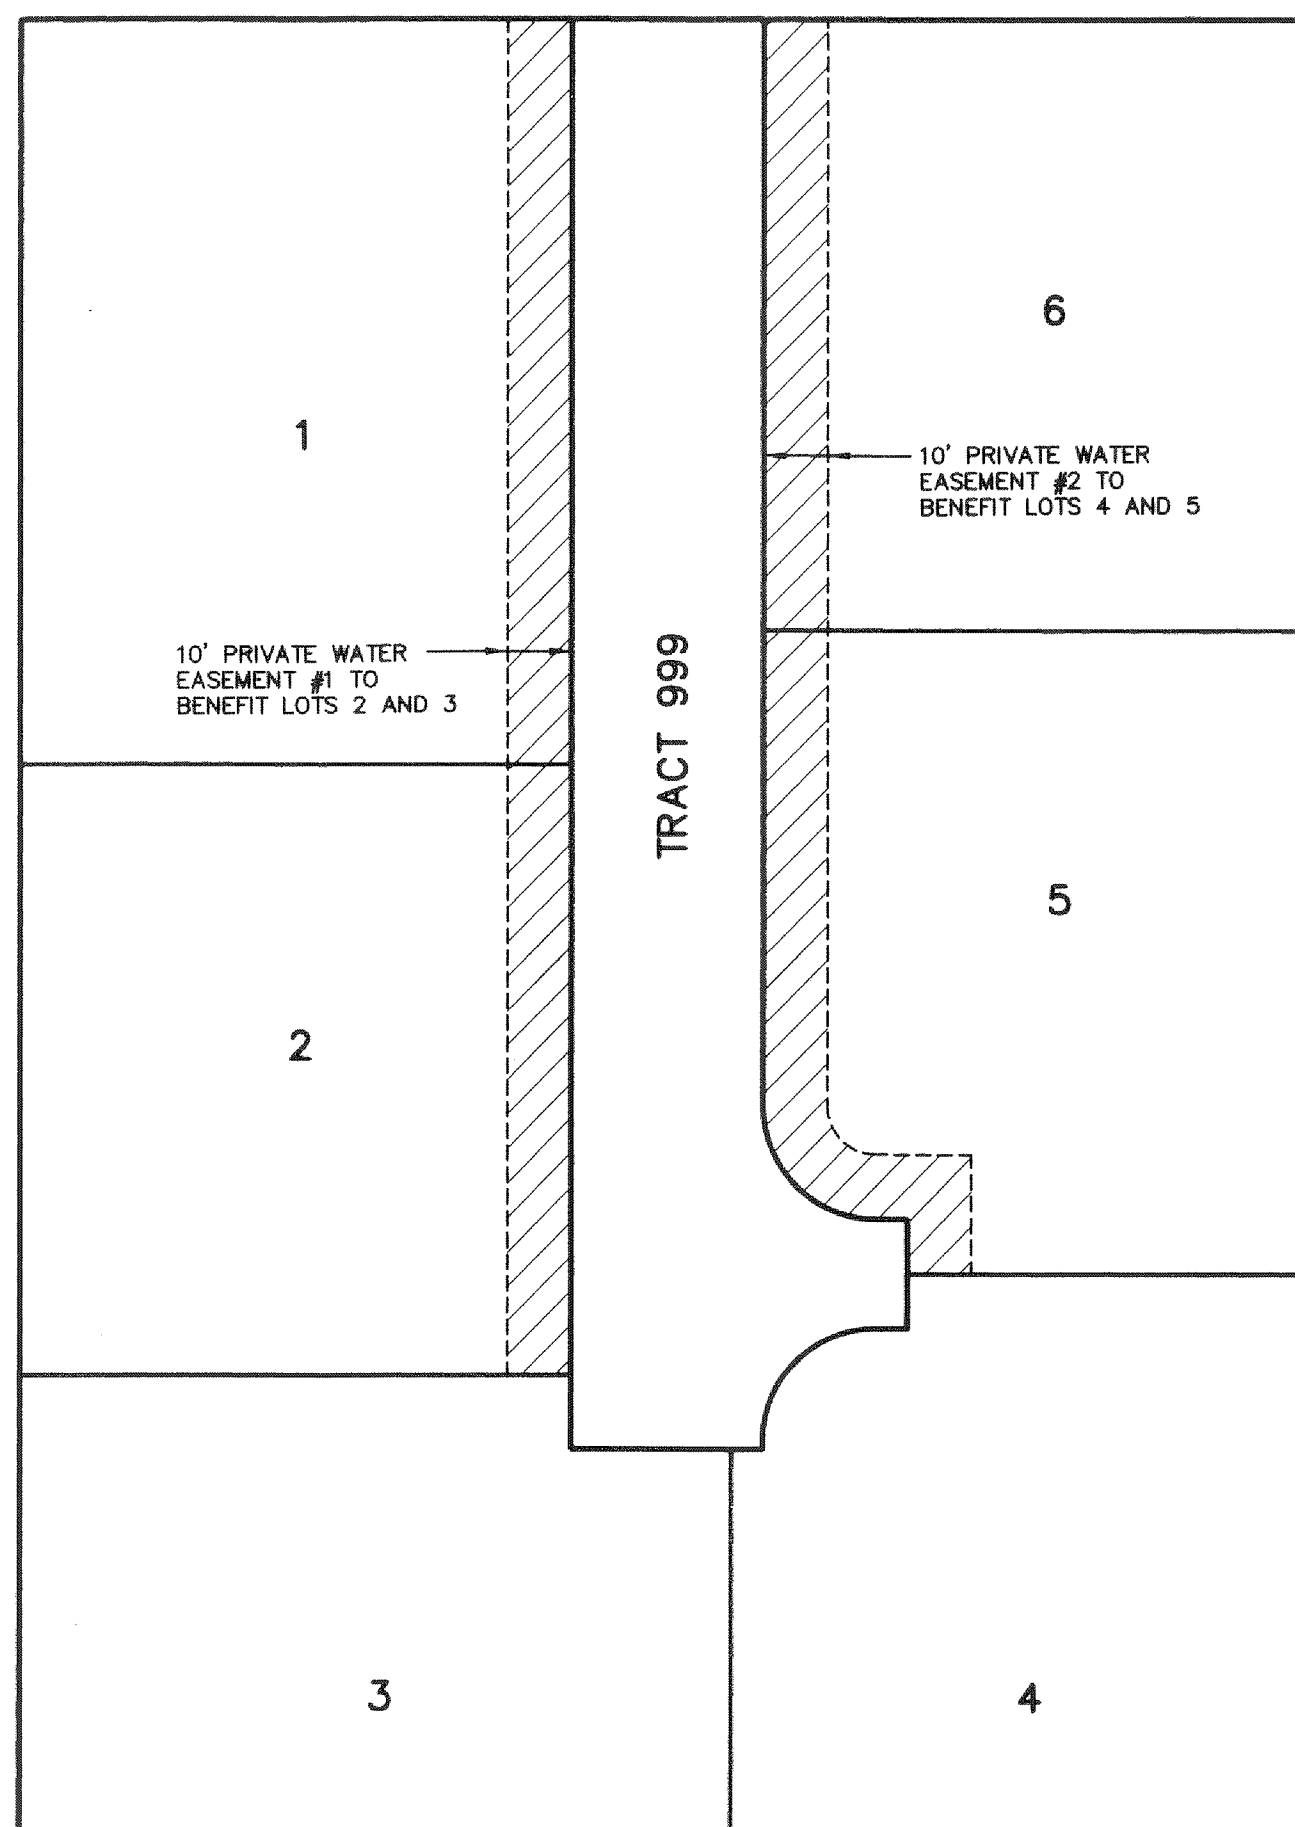 6
1
10' PRIVATE WATER
EASEMENT #2 TO
BENEFIT LOTS 4 AND 5
10' PRIVATE WATER
EASEMENT #1 TO
BENEFIT LOTS 2 AND 3
TRACT 999
5
2
3
4